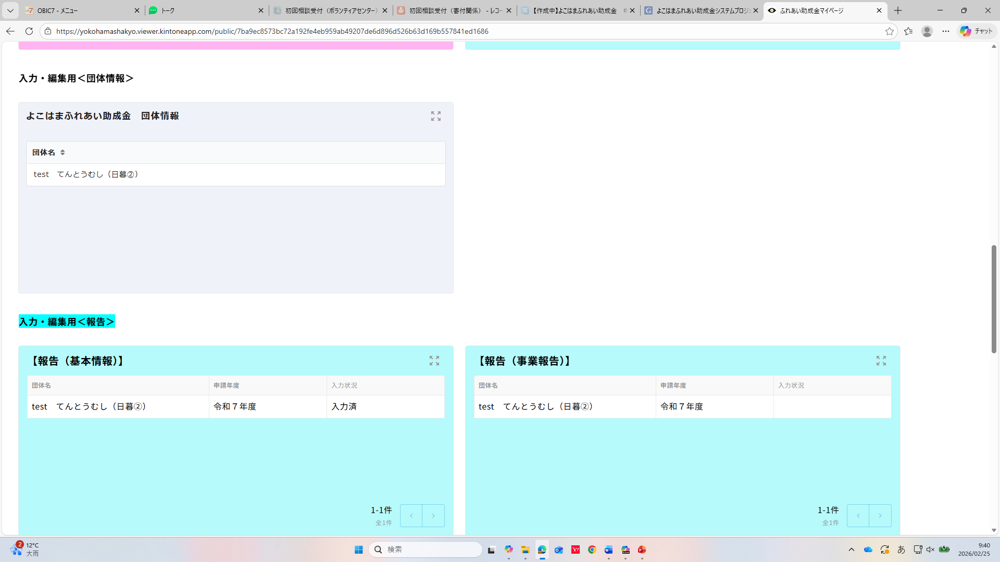 OBIC7 - メニュー
トーク
初回相談受付（ボランティアセンター）
初回相談受付（寄付関係） - レコー
【作成中】よこはまふれあい助成金
よこはまふれあい助成金システムプロジェ
ふれあい助成金マイページ
https://yokohamashakyo.viewer.kintoneapp.com/public/7ba9ec8573bc72a192fe4eb959ab49207de6d896d526b63d169b557841ed1686
チャット
入力・編集用＜団体情報＞
よこはまふれあい助成金　団体情報
団体名
test　てんとうむし（日暮②）
入力・編集用＜報告＞
【報告（基本情報）】
団体名 申請年度 入力状況
test　てんとうむし（日暮②） 令和７年度 入力済
1-1件
全1件
【報告（事業報告）】
団体名 申請年度 入力状況
test　てんとうむし（日暮②） 令和７年度
1-1件
全1件
2
12°C
大雨
検索
あ
9:40
2026/02/25